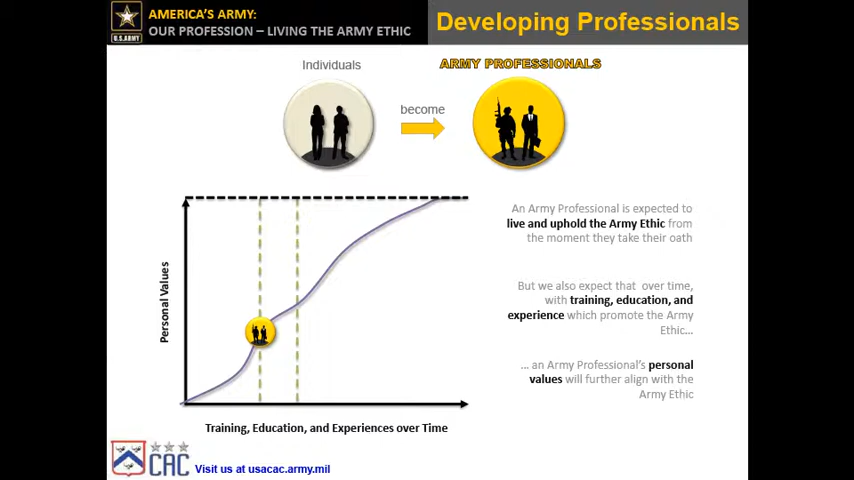 AMERICA'S ARMY:
OUR PROFESSION – LIVING THE ARMY ETHIC
Developing Professionals
U.S.ARMY
Individuals
ARMY PROFESSIONALS
become
An Army Professional is expected to
live and uphold the Army Ethic from
the moment they take their oath
But we also expect that over time,
with training, education, and
experience which promote the Army
Ethic...
... an Army Professional's personal
values will further align with the
Army Ethic
Personal Values
Training, Education, and Experiences over Time
CAC
Visit us at usacac.army.mil